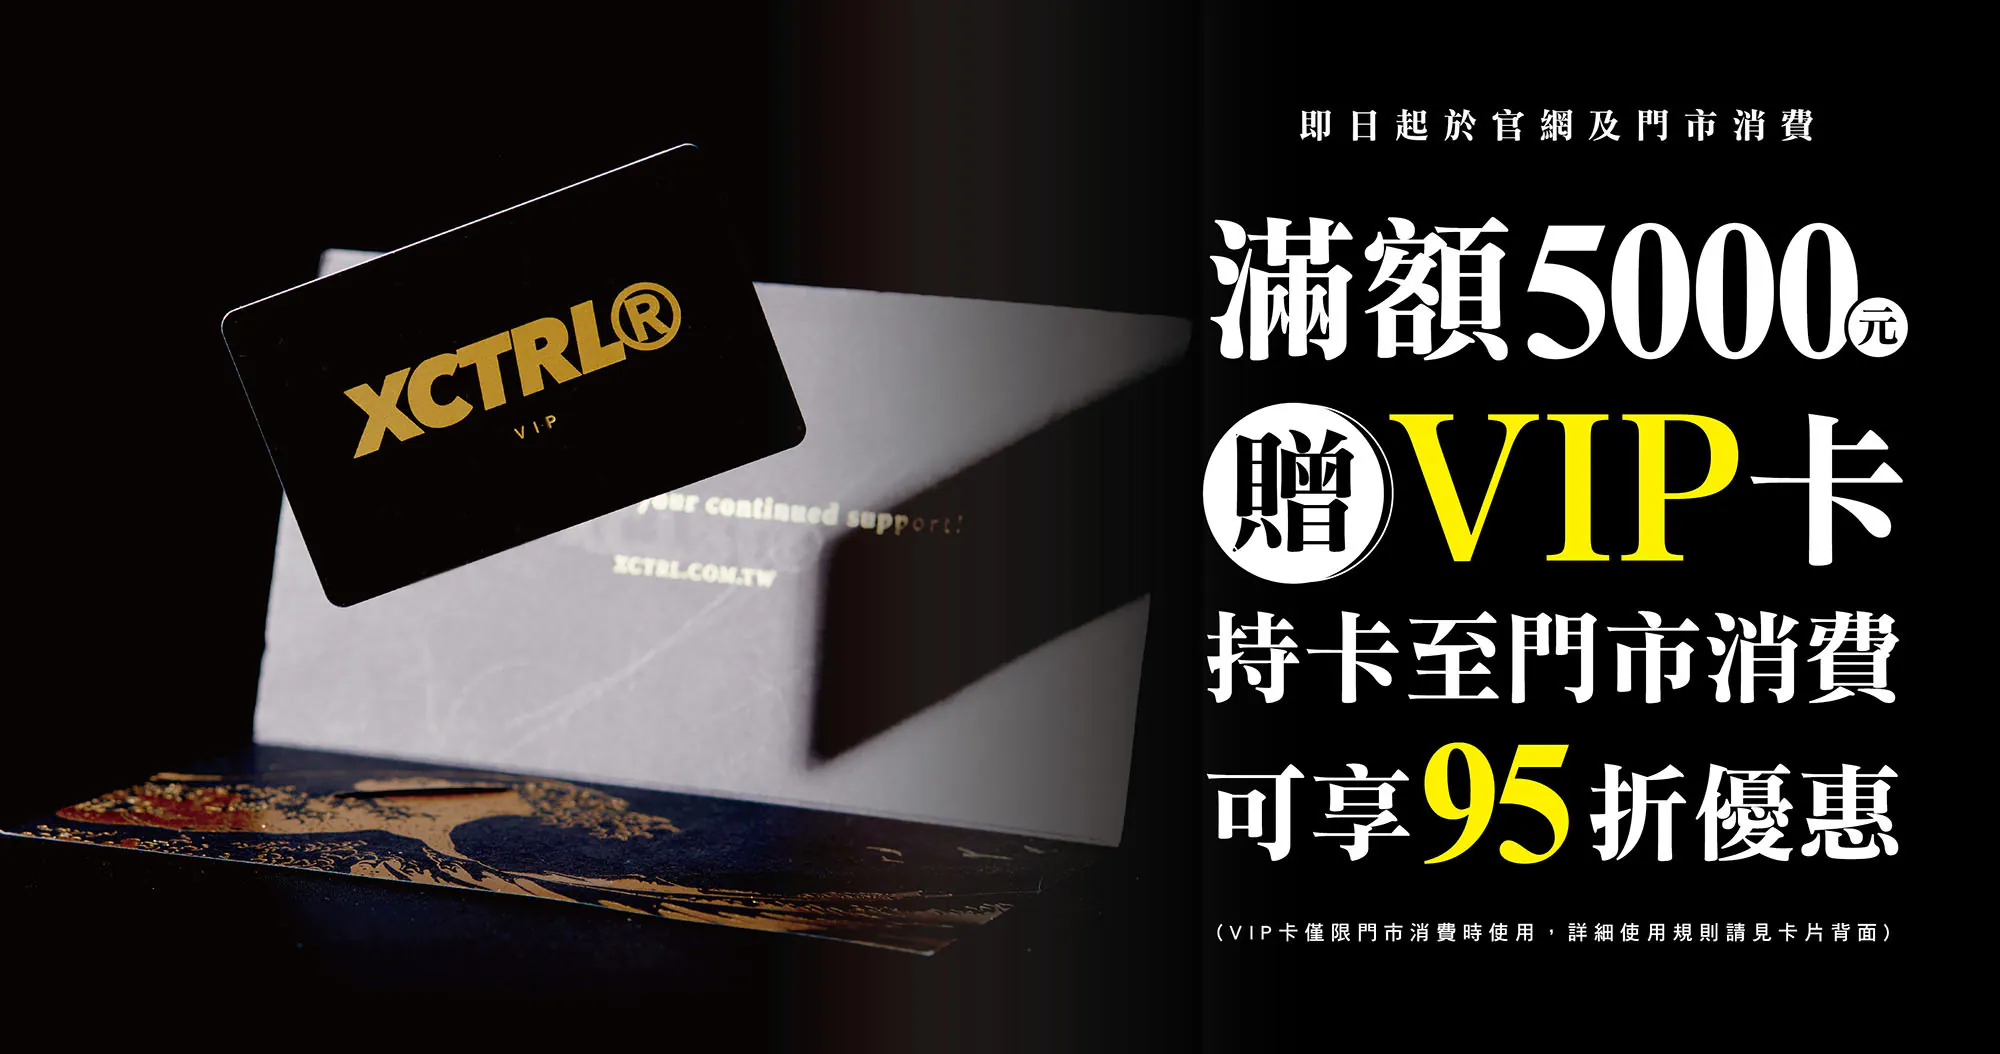 XCTRL®
VIP
your continued support!
XCTRL.COM.TW
即日起於官網及門市消費
滿額5000元
贈VIP卡
持卡至門市消費
可享95折優惠
(VIP卡僅限門市消費時使用，詳細使用規則請見卡片背面)